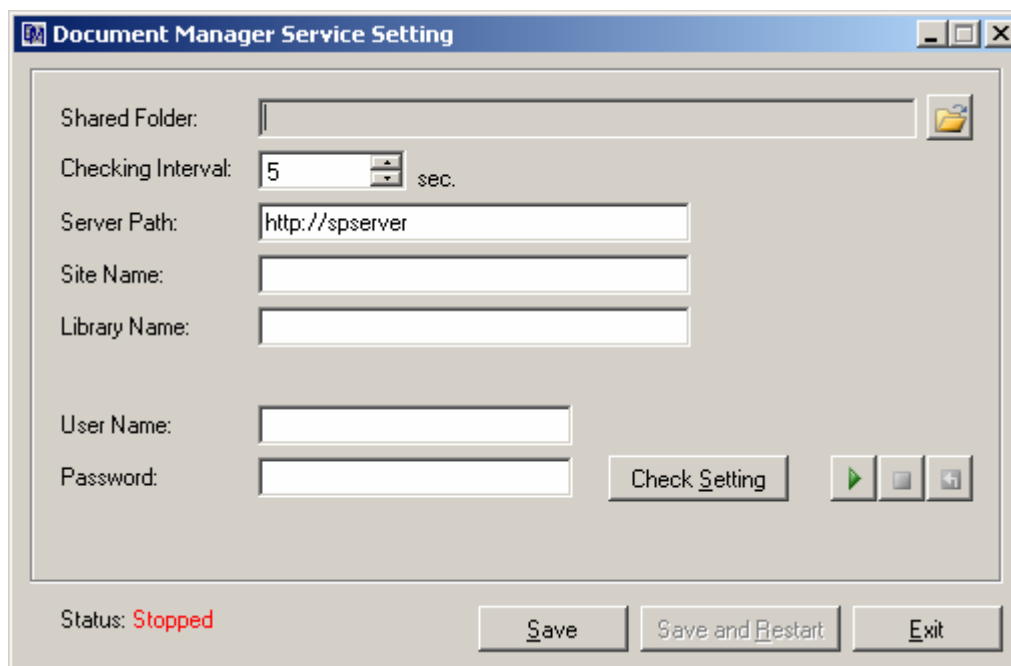 Document Manager Service Setting
Shared Folder:
Checking Interval: 5 sec.
Server Path: http://spserver
Site Name:
Library Name:
User Name:
Password: Check Setting
Status: Stopped Save Save and Restart Exit